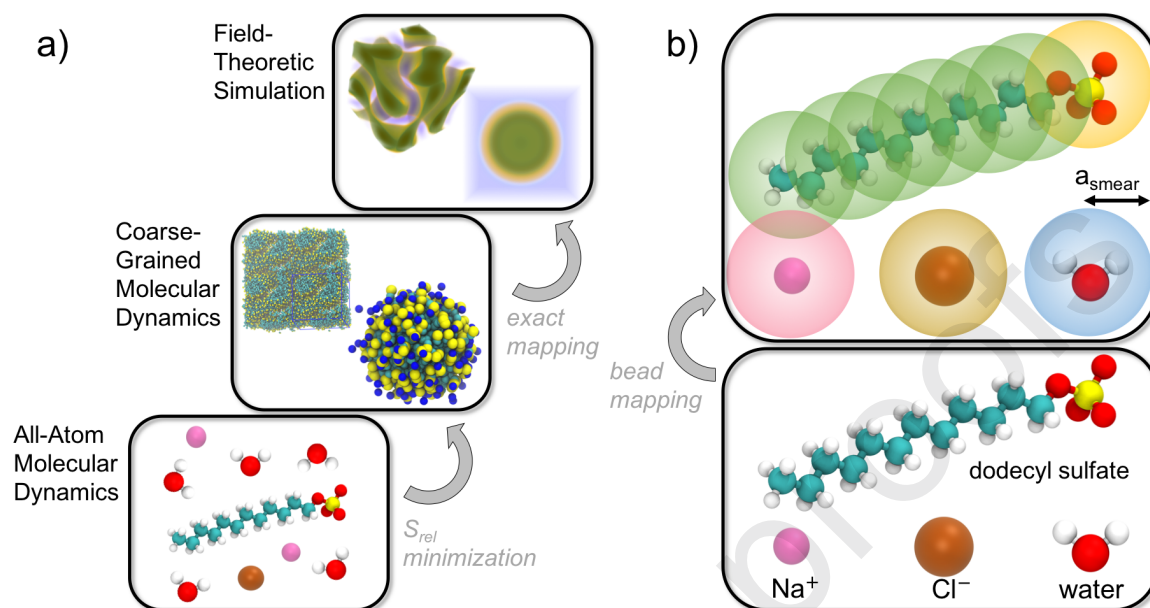 a)
Field-
Theoretic
Simulation
Coarse-
Grained
Molecular
Dynamics
exact
mapping
All-Atom
Molecular
Dynamics
S_rel
minimization
b)
a_smear
bead
mapping
dodecyl sulfate
Na⁺
Cl⁻
water
proofs